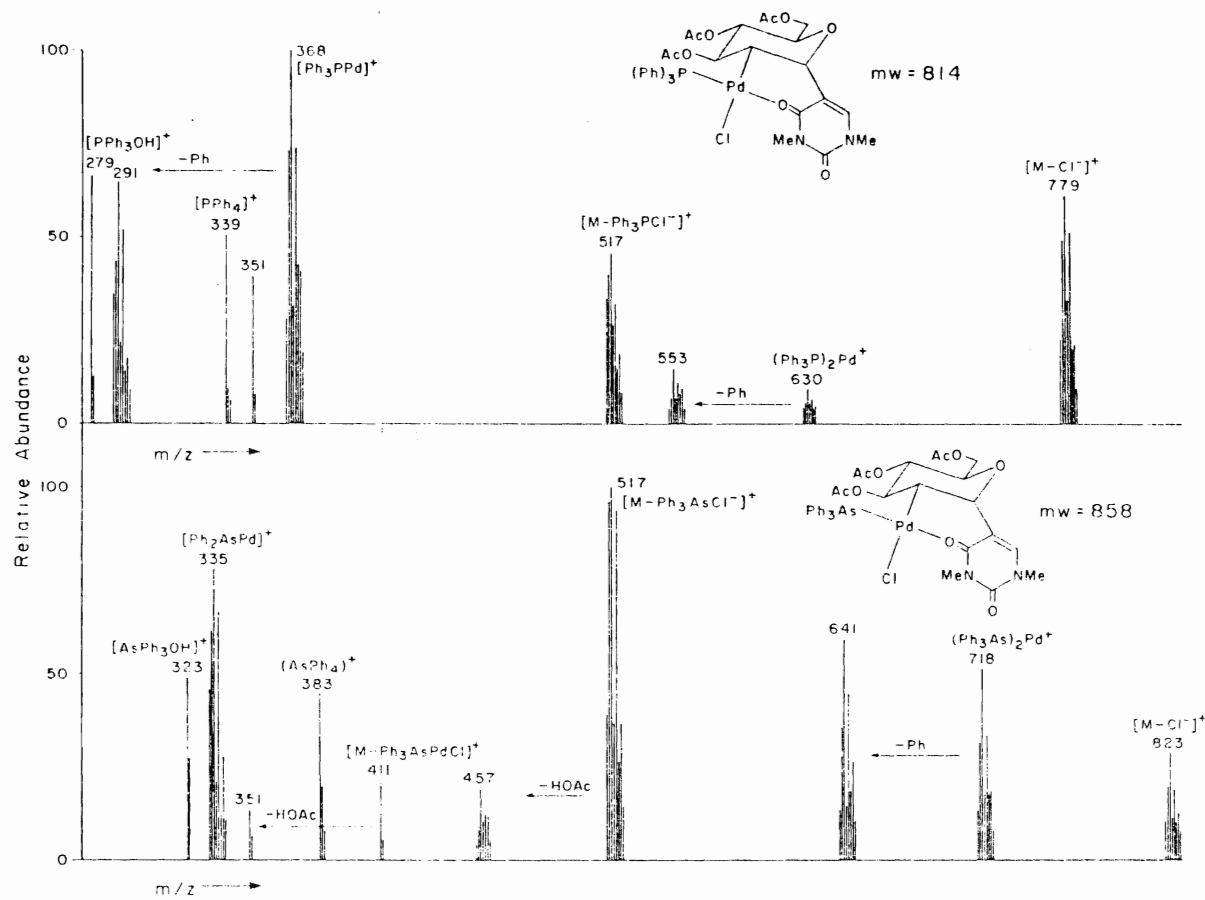 Relative Abundance
100
50
0
m/z
279
[PPh3OH]+
291
-Ph
[PPh4]+
339
351
368
[Ph3PPd]+
[M-Ph3PCl-]+
517
553
-Ph
(Ph3P)2Pd+
630
[M-Cl-]+
779
AcO
AcO
AcO
O
(Ph)3P
Pd
O
Cl
MeN
NMe
O
mw = 814
100
50
0
m/z
[AsPh3OH]+
323
[Ph2AsPd]+
335
351
-HOAc
(AsPh4)+
383
[M-Ph3AsPdCl]+
411
457
-HOAc
517
[M-Ph3AsCl-]+
641
-Ph
(Ph3As)2Pd+
718
[M-Cl-]+
823
AcO
AcO
AcO
O
Ph3As
Pd
O
Cl
MeN
NMe
O
mw = 858